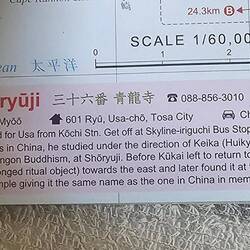 24.3km B
SCALE 1/60,00
ean 太平洋
ryūji 三十六番 青龍寺 ☎088-856-3010
Myōō 601 Ryū, Usa-chō, Tosa City
d for Usa from Kōchi Stn. Get off at Skyline-iriguchi Bus Stop
s in China, he studied under the direction of Keika (Huiky
ngon Buddhism, at Shōryuji. Before Kūkai left to return to
onged ritual object) towards the east and later found it at t
mple giving it the same name as the one in China in mem